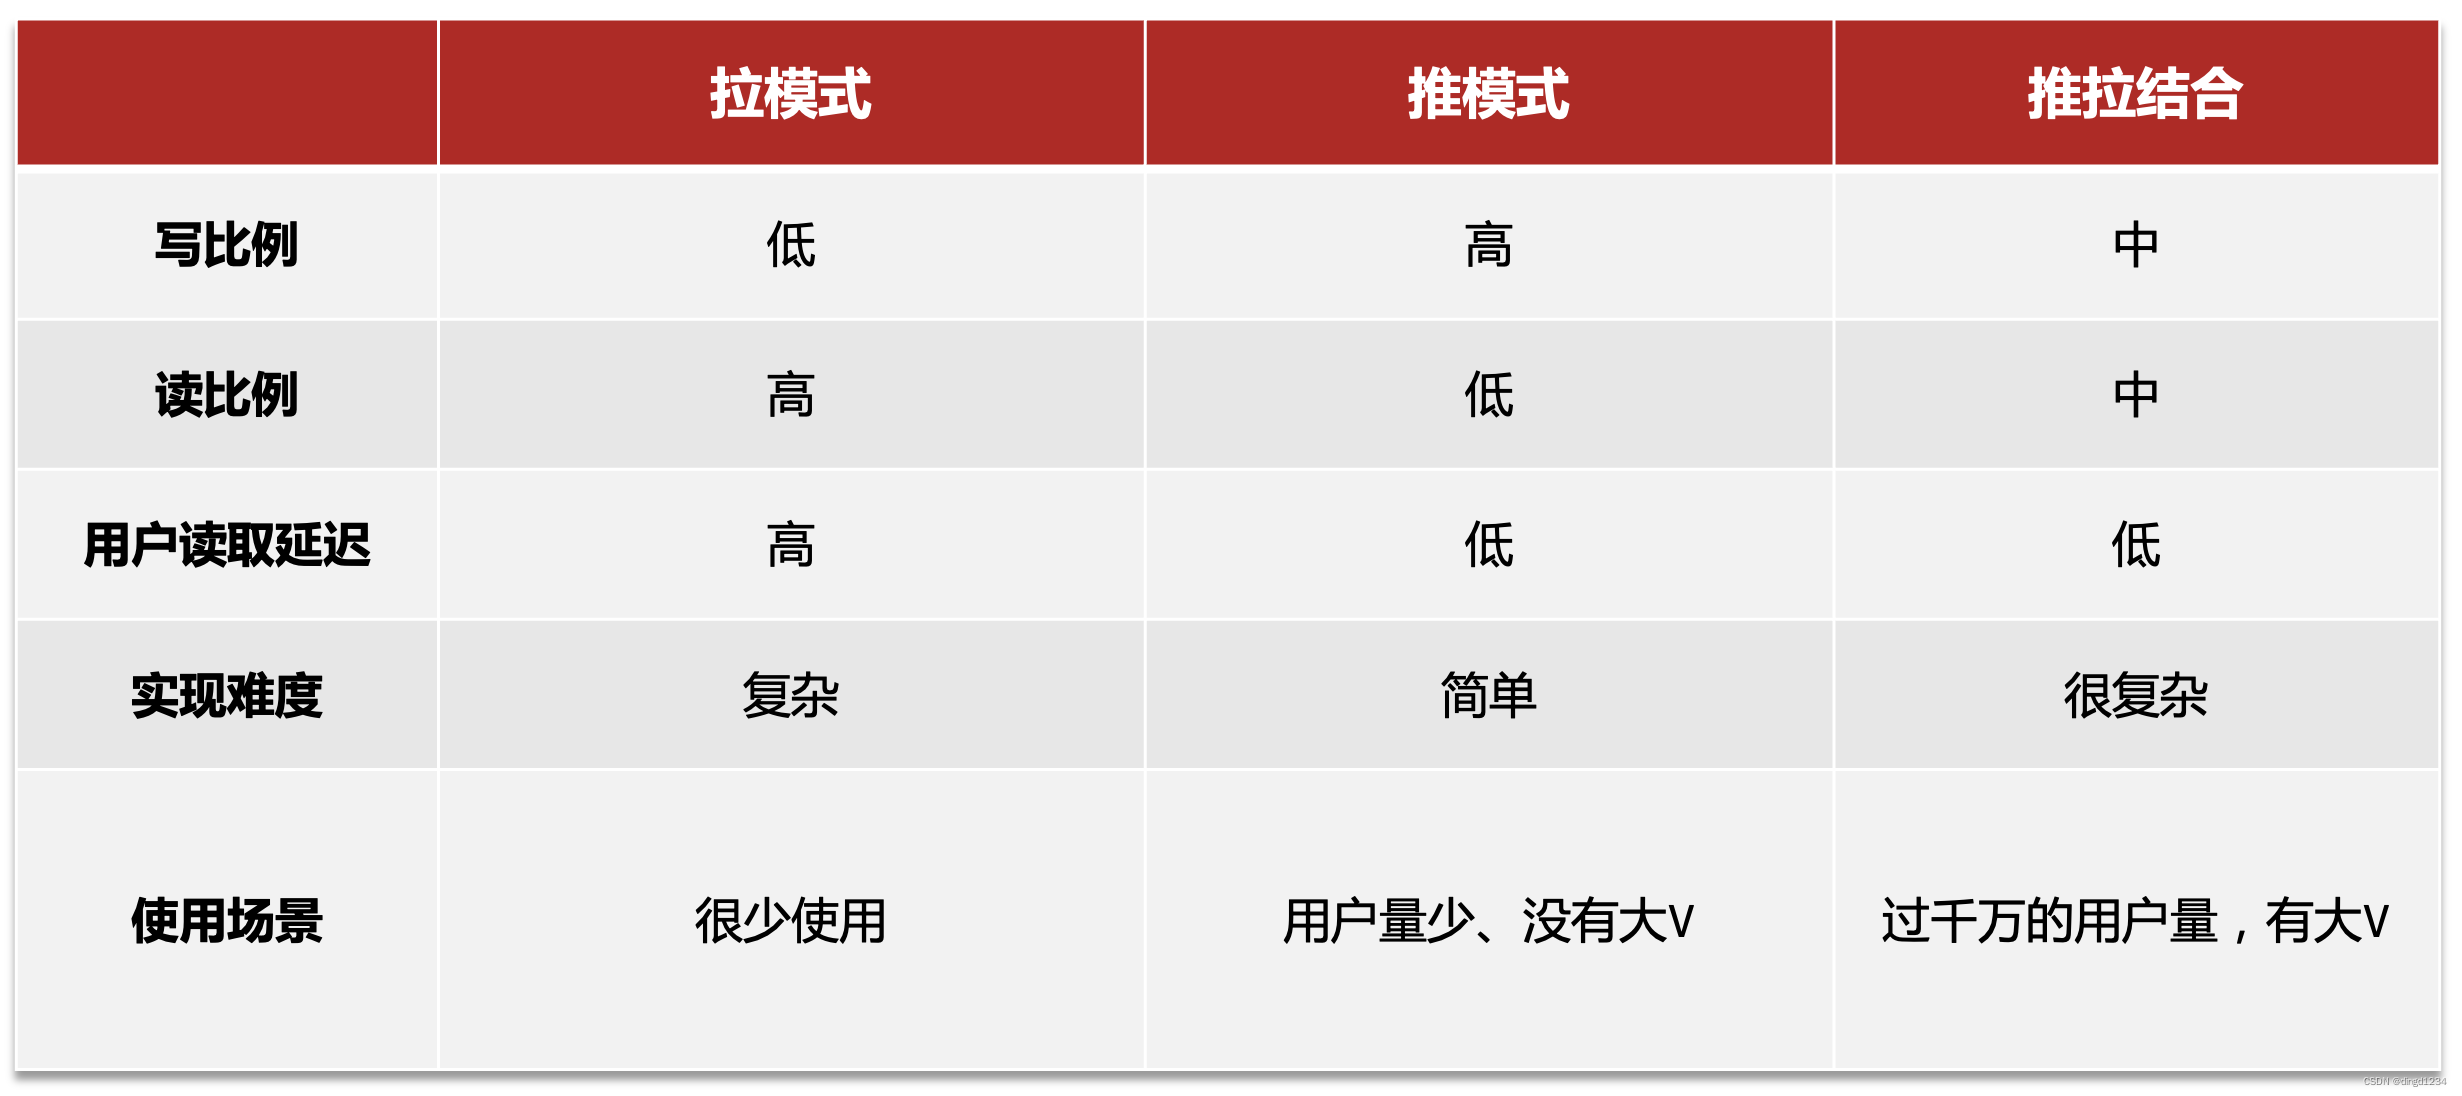 拉模式 推模式 推拉结合
写比例 低 高 中
读比例 高 低 中
用户读取延迟 高 低 低
实现难度 复杂 简单 很复杂
使用场景 很少使用 用户量少、没有大V 过千万的用户量，有大V
CSDN @dingd1234